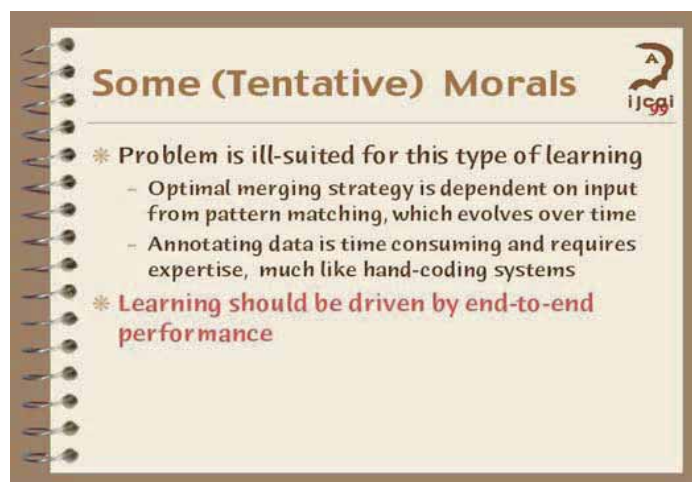 Some (Tentative) Morals
A
ijcai
99
Problem is ill-suited for this type of learning
- Optimal merging strategy is dependent on input
from pattern matching, which evolves over time
- Annotating data is time consuming and requires
expertise, much like hand-coding systems
Learning should be driven by end-to-end
performance